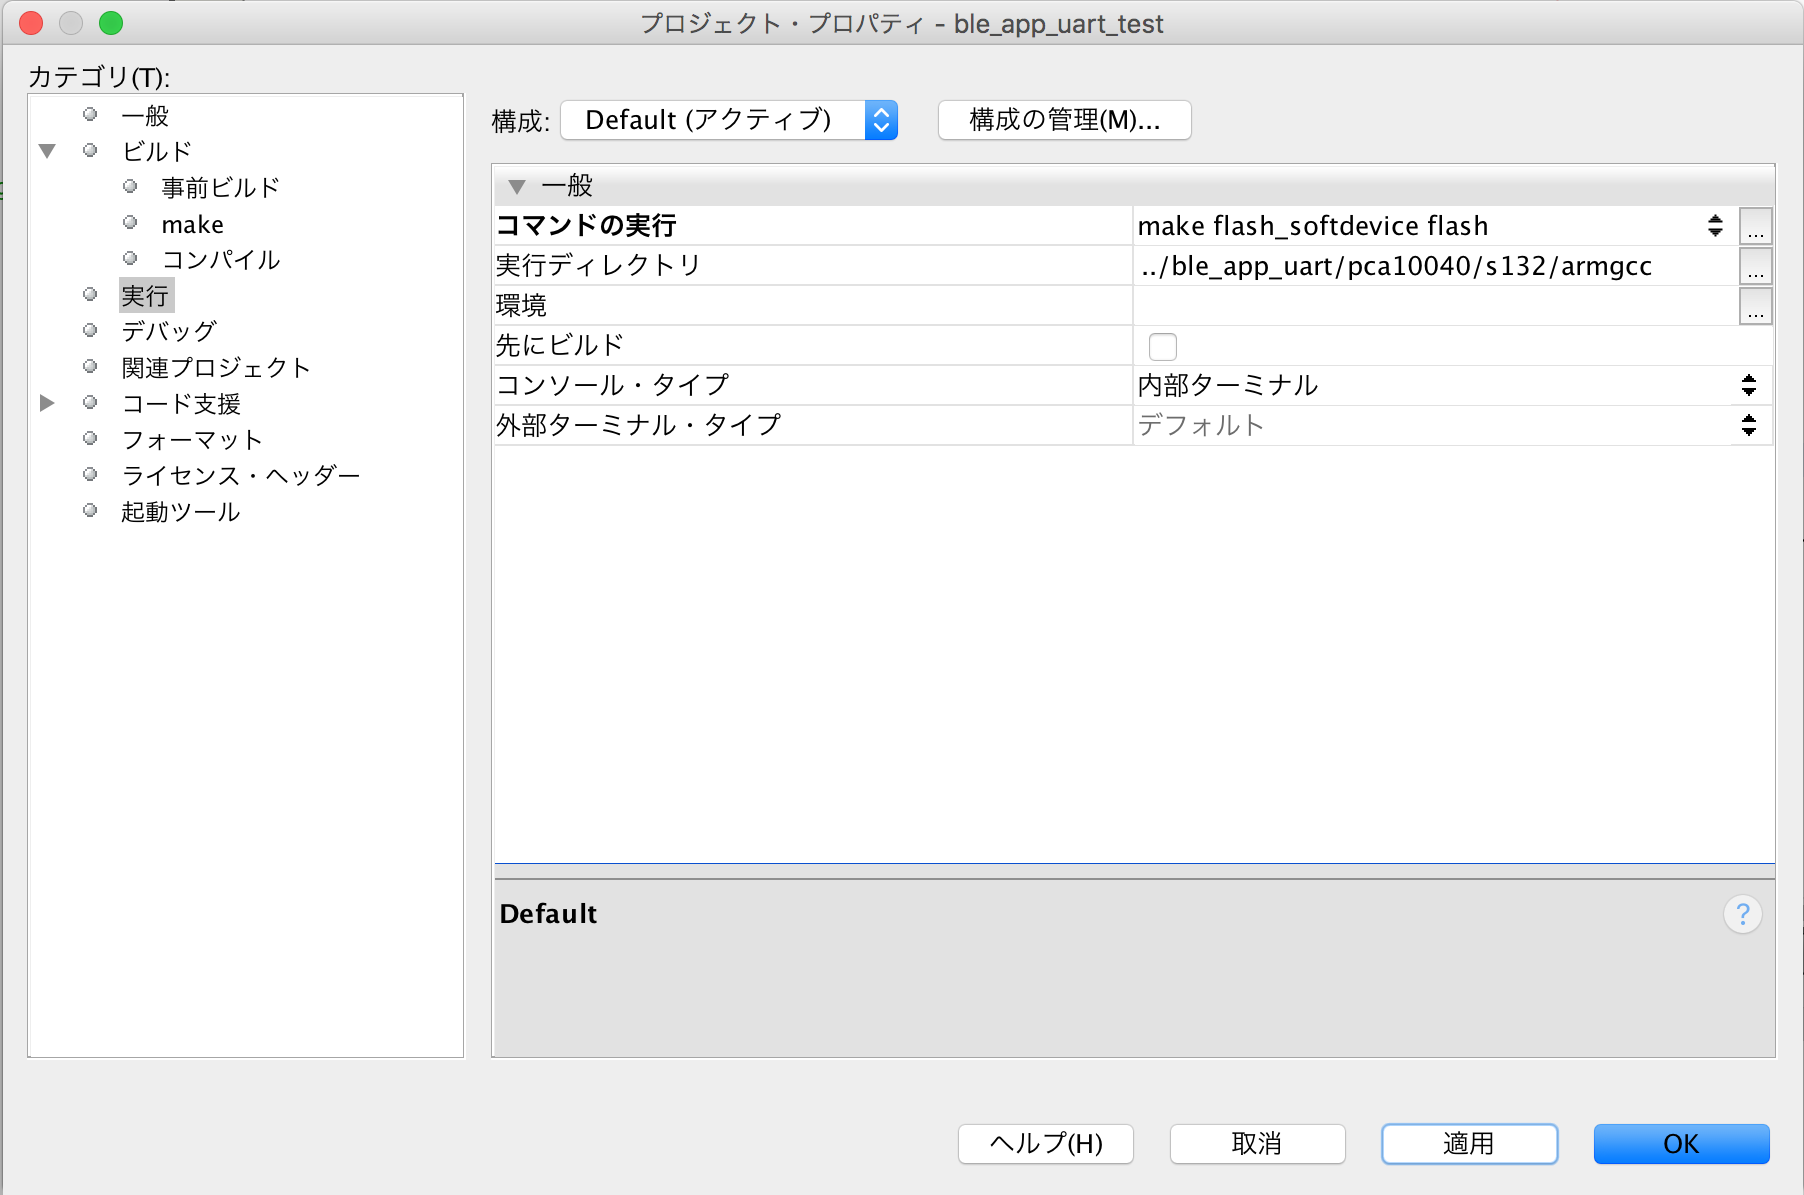 プロジェクト・プロパティ - ble_app_uart_test
カテゴリ(T):
一般
ビルド
事前ビルド
make
コンパイル
実行
デバッグ
関連プロジェクト
コード支援
フォーマット
ライセンス・ヘッダー
起動ツール
構成: Default (アクティブ) 構成の管理(M)...
一般
コマンドの実行 make flash_softdevice flash ...
実行ディレクトリ ../ble_app_uart/pca10040/s132/armgcc ...
環境 ...
先にビルド
コンソール・タイプ 内部ターミナル
外部ターミナル・タイプ デフォルト
Default ?
ヘルプ(H) 取消 適用 OK